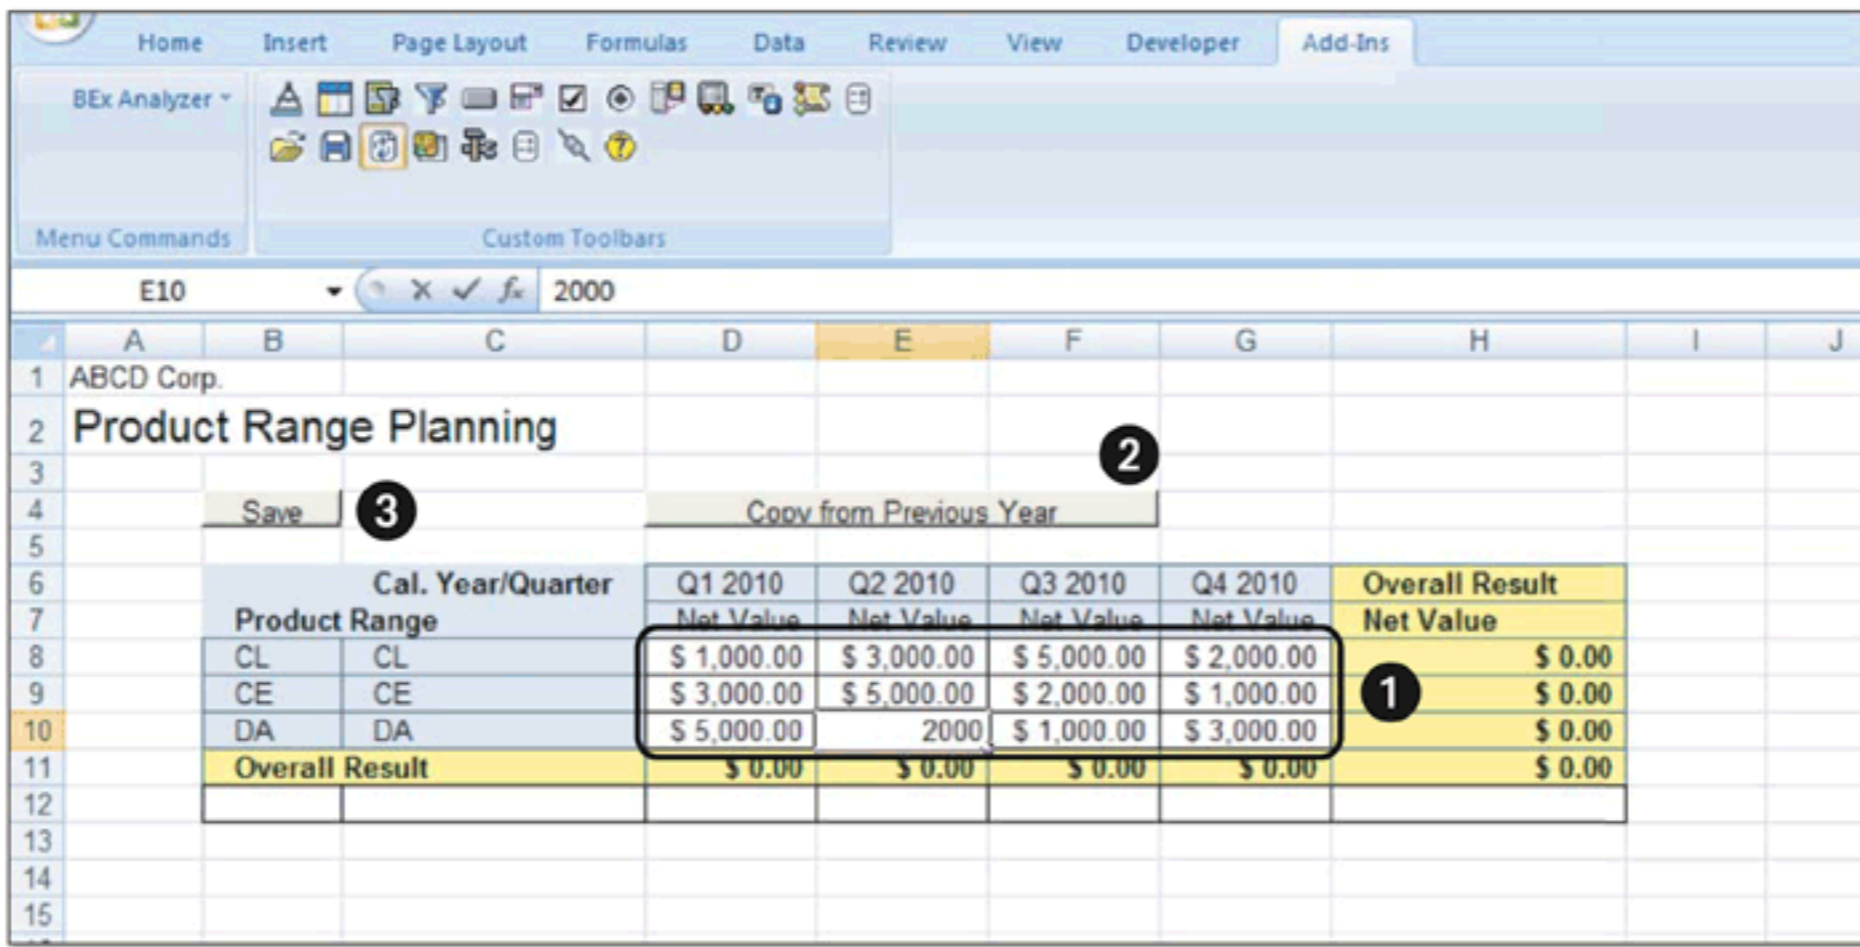 Home Insert Page Layout Formulas Data Review View Developer Add-Ins
BEx Analyzer
Menu Commands Custom Toolbars
E10 fx 2000
A B C D E F G H I J
1 ABCD Corp.
2 Product Range Planning
2
3
4 Save 3 Copy from Previous Year
5
6 Cal. Year/Quarter Q1 2010 Q2 2010 Q3 2010 Q4 2010 Overall Result
7 Product Range Net Value Net Value Net Value Net Value Net Value
8 CL CL $ 1,000.00 $ 3,000.00 $ 5,000.00 $ 2,000.00 $ 0.00
9 CE CE $ 3,000.00 $ 5,000.00 $ 2,000.00 $ 1,000.00 1 $ 0.00
10 DA DA $ 5,000.00 2000 $ 1,000.00 $ 3,000.00 $ 0.00
11 Overall Result $ 0.00 $ 0.00 $ 0.00 $ 0.00 $ 0.00
12
13
14
15